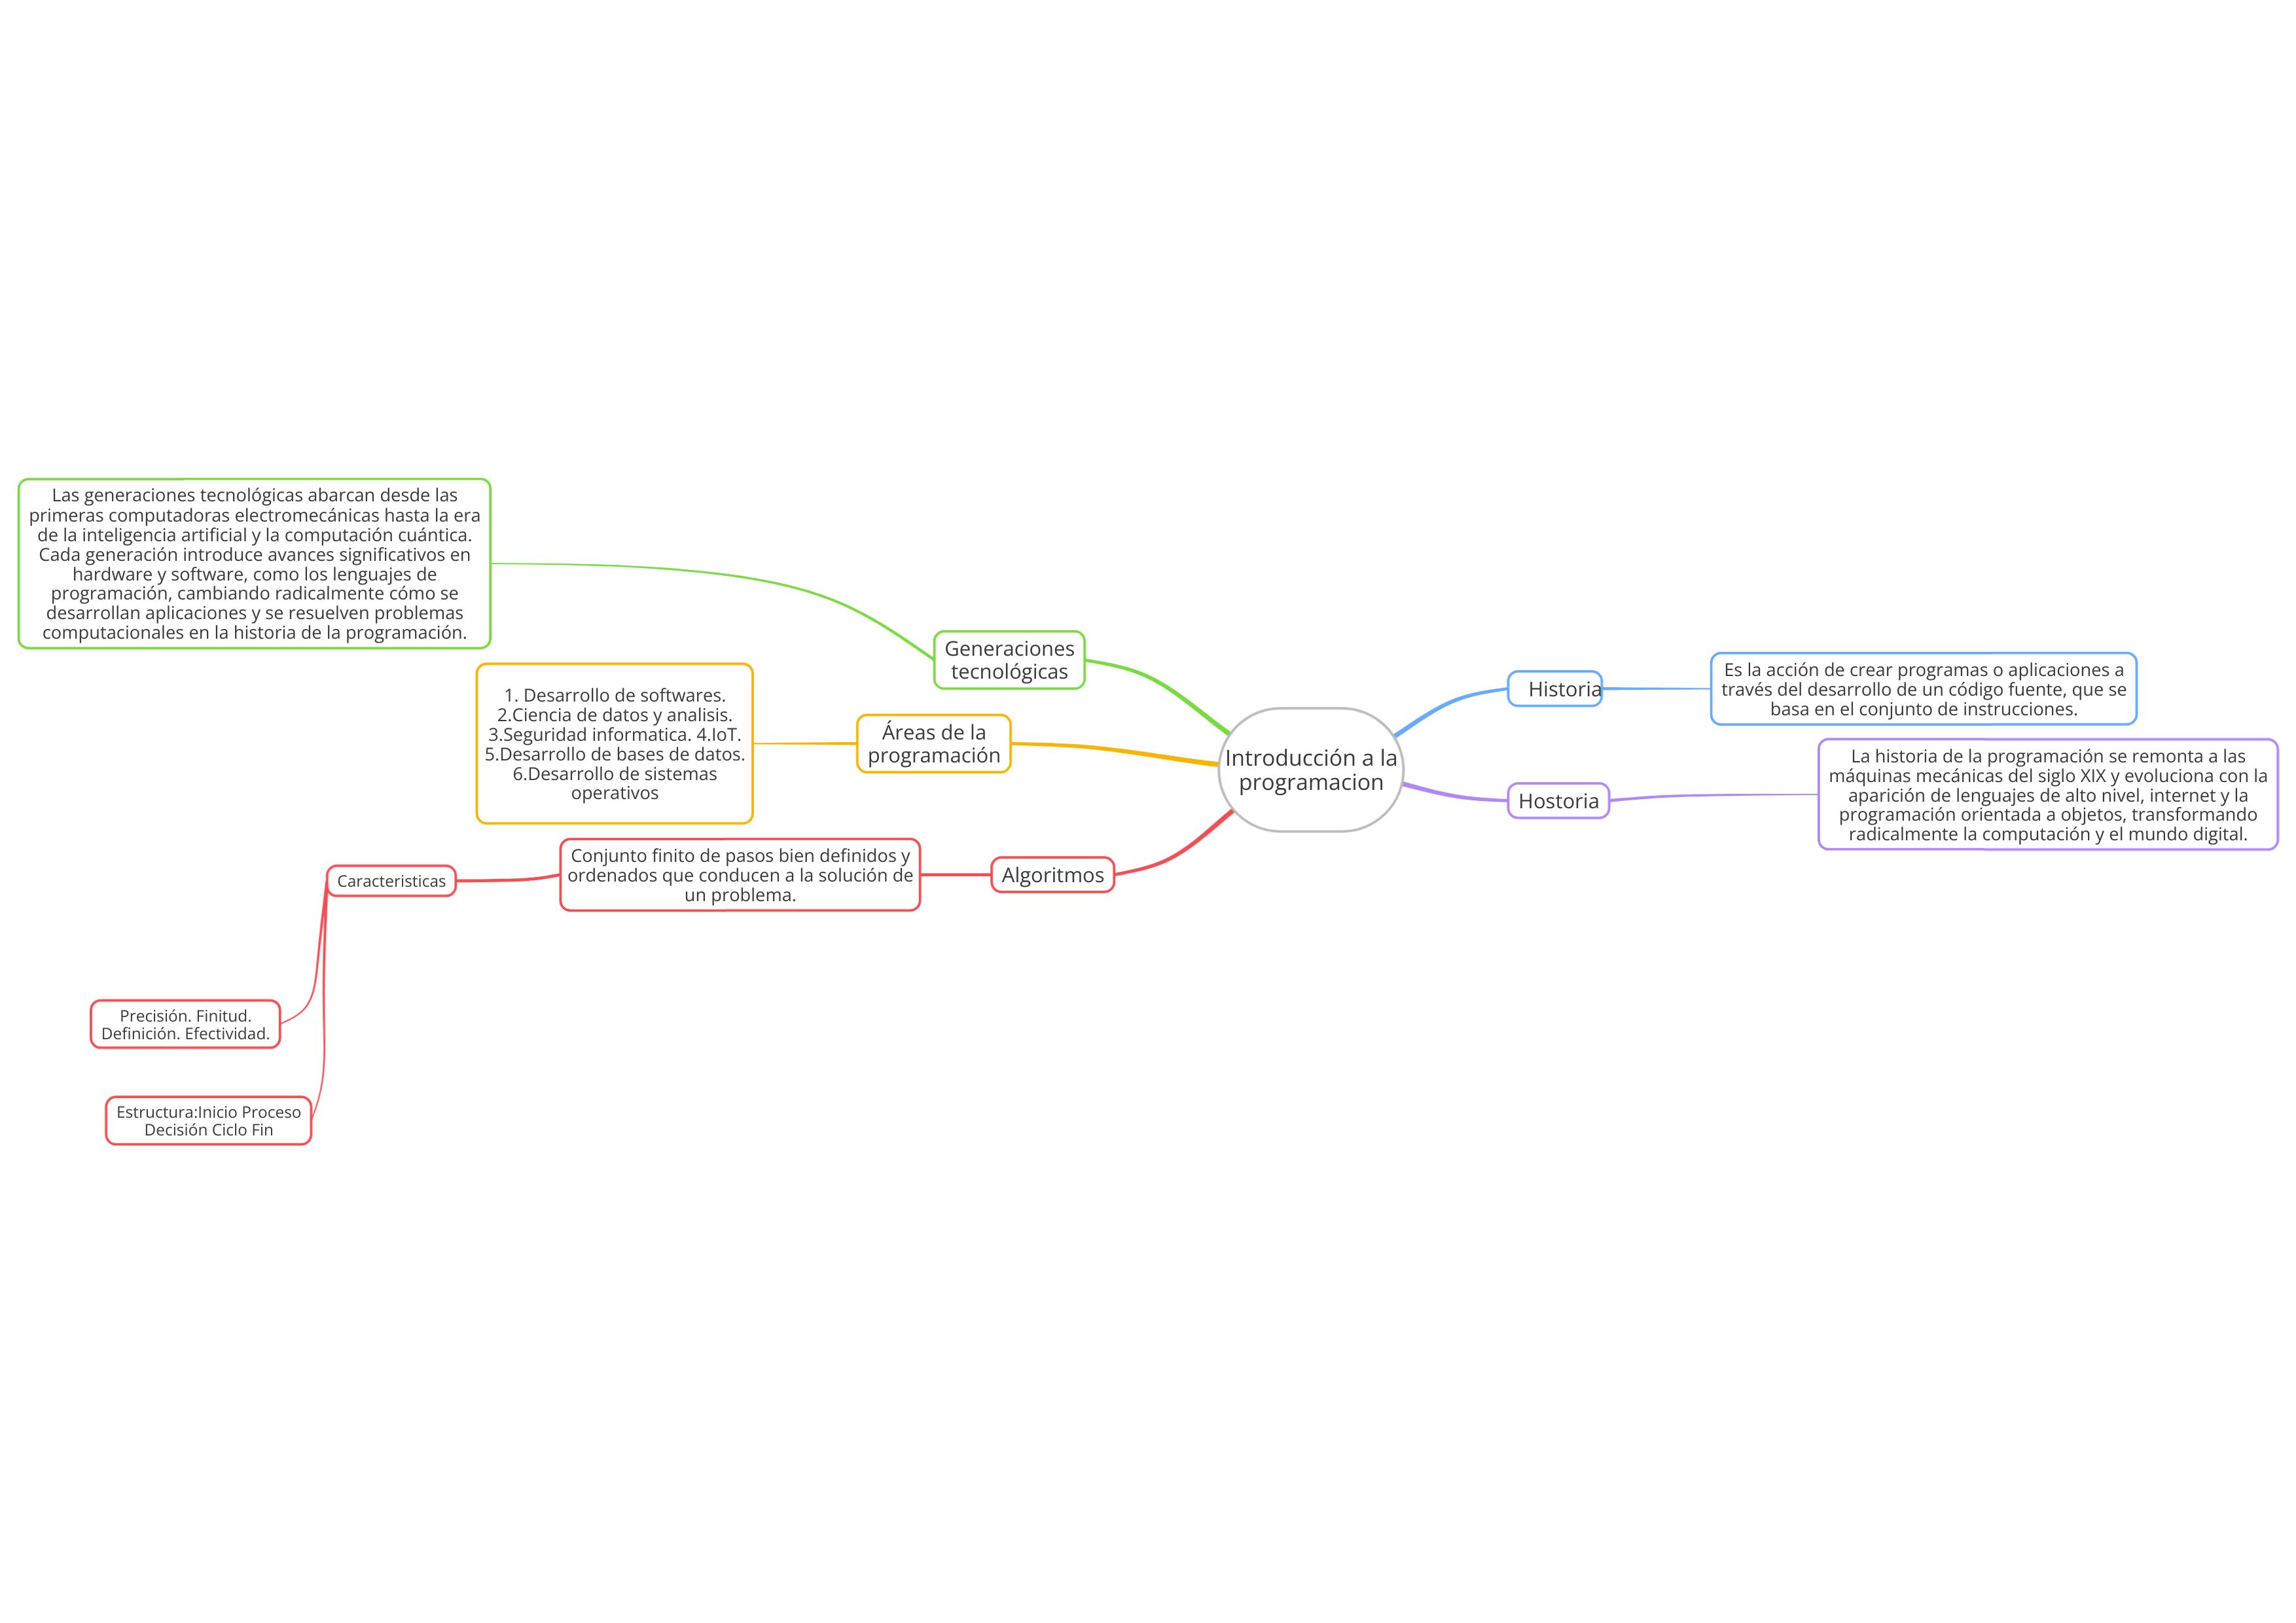 Introducción a la
programacion
Historia
Es la acción de crear programas o aplicaciones a
través del desarrollo de un código fuente, que se
basa en el conjunto de instrucciones.
Hostoria
La historia de la programación se remonta a las
máquinas mecánicas del siglo XIX y evoluciona con la
aparición de lenguajes de alto nivel, internet y la
programación orientada a objetos, transformando
radicalmente la computación y el mundo digital.
Generaciones
tecnológicas
Las generaciones tecnológicas abarcan desde las
primeras computadoras electromecánicas hasta la era
de la inteligencia artificial y la computación cuántica.
Cada generación introduce avances significativos en
hardware y software, como los lenguajes de
programación, cambiando radicalmente cómo se
desarrollan aplicaciones y se resuelven problemas
computacionales en la historia de la programación.
Áreas de la
programación
1. Desarrollo de softwares.
2.Ciencia de datos y analisis.
3.Seguridad informatica. 4.IoT.
5.Desarrollo de bases de datos.
6.Desarrollo de sistemas
operativos
Algoritmos
Conjunto finito de pasos bien definidos y
ordenados que conducen a la solución de
un problema.
Caracteristicas
Precisión. Finitud.
Definición. Efectividad.
Estructura:Inicio Proceso
Decisión Ciclo Fin